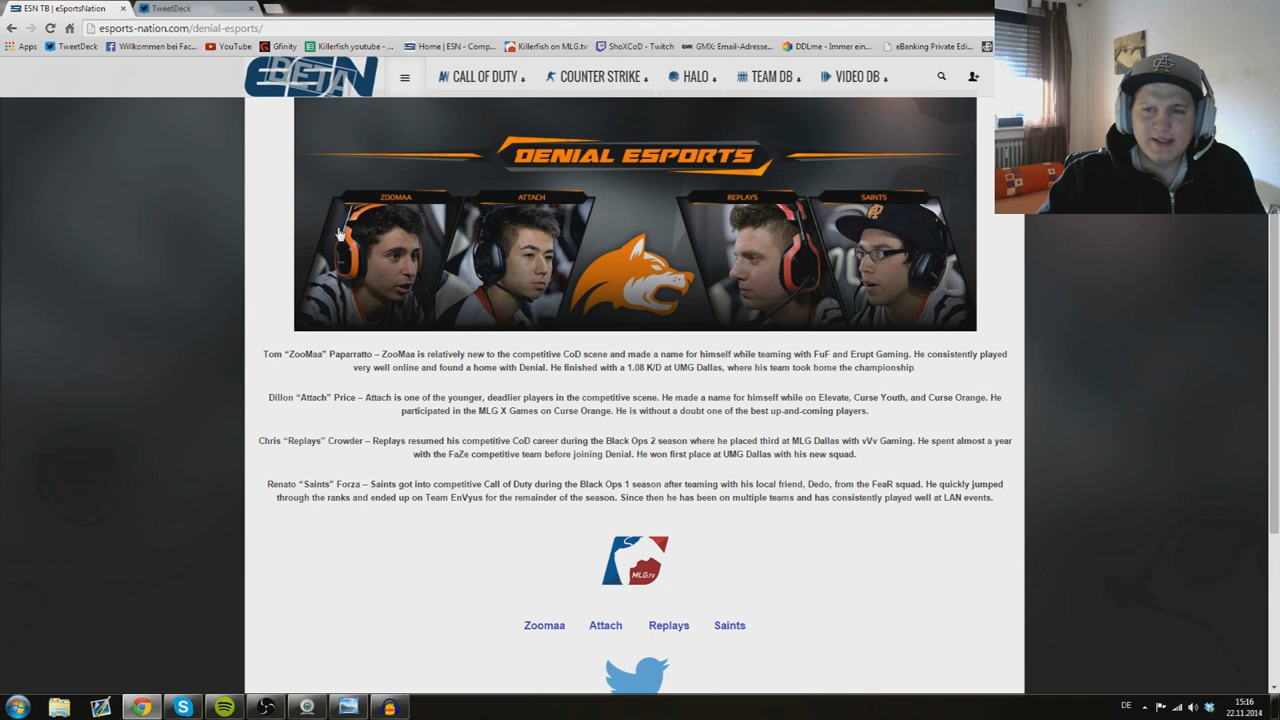 ESN TB | eSportsNation
TweetDeck
esports-nation.com/denial-esports/
Apps TweetDeck Willkommen bei Fac... YouTube Gfinity Killerfish youtube - ... Home | ESN - Comp... Killerfish on MLG.tv ShoXCoD - Twitch GMX: Email-Adresse... DDLme - Immer ein... Bookmarks eBanking Private Edi...
ESN BETA
CALL OF DUTY COUNTER STRIKE HALO TEAM DB VIDEO DB
DENIAL ESPORTS
ZOOMAA ATTACH REPLAYS SAINTS
Tom “ZooMaa” Paparratto – ZooMaa is relatively new to the competitive CoD scene and made a name for himself while teaming with FuF and Erupt Gaming. He consistently played
very well online and found a home with Denial. He finished with a 1.08 K/D at UMG Dallas, where his team took home the championship.
Dillon “Attach” Price – Attach is one of the younger, deadlier players in the competitive scene. He made a name for himself while on Elevate, Curse Youth, and Curse Orange. He
participated in the MLG X Games on Curse Orange. He is without a doubt one of the best up-and-coming players.
Chris “Replays” Crowder – Replays resumed his competitive CoD career during the Black Ops 2 season where he placed third at MLG Dallas with vVv Gaming. He spent almost a year
with the FaZe competitive team before joining Denial. He won first place at UMG Dallas with his new squad.
Renato “Saints” Forza – Saints got into competitive Call of Duty during the Black Ops 1 season after teaming with his local friend, Dedo, from the FeaR squad. He quickly jumped
through the ranks and ended up on Team EnVyus for the remainder of the season. Since then he has been on multiple teams and has consistently played well at LAN events.
MLG.tv
Zoomaa Attach Replays Saints
DE
15:16
22.11.2014